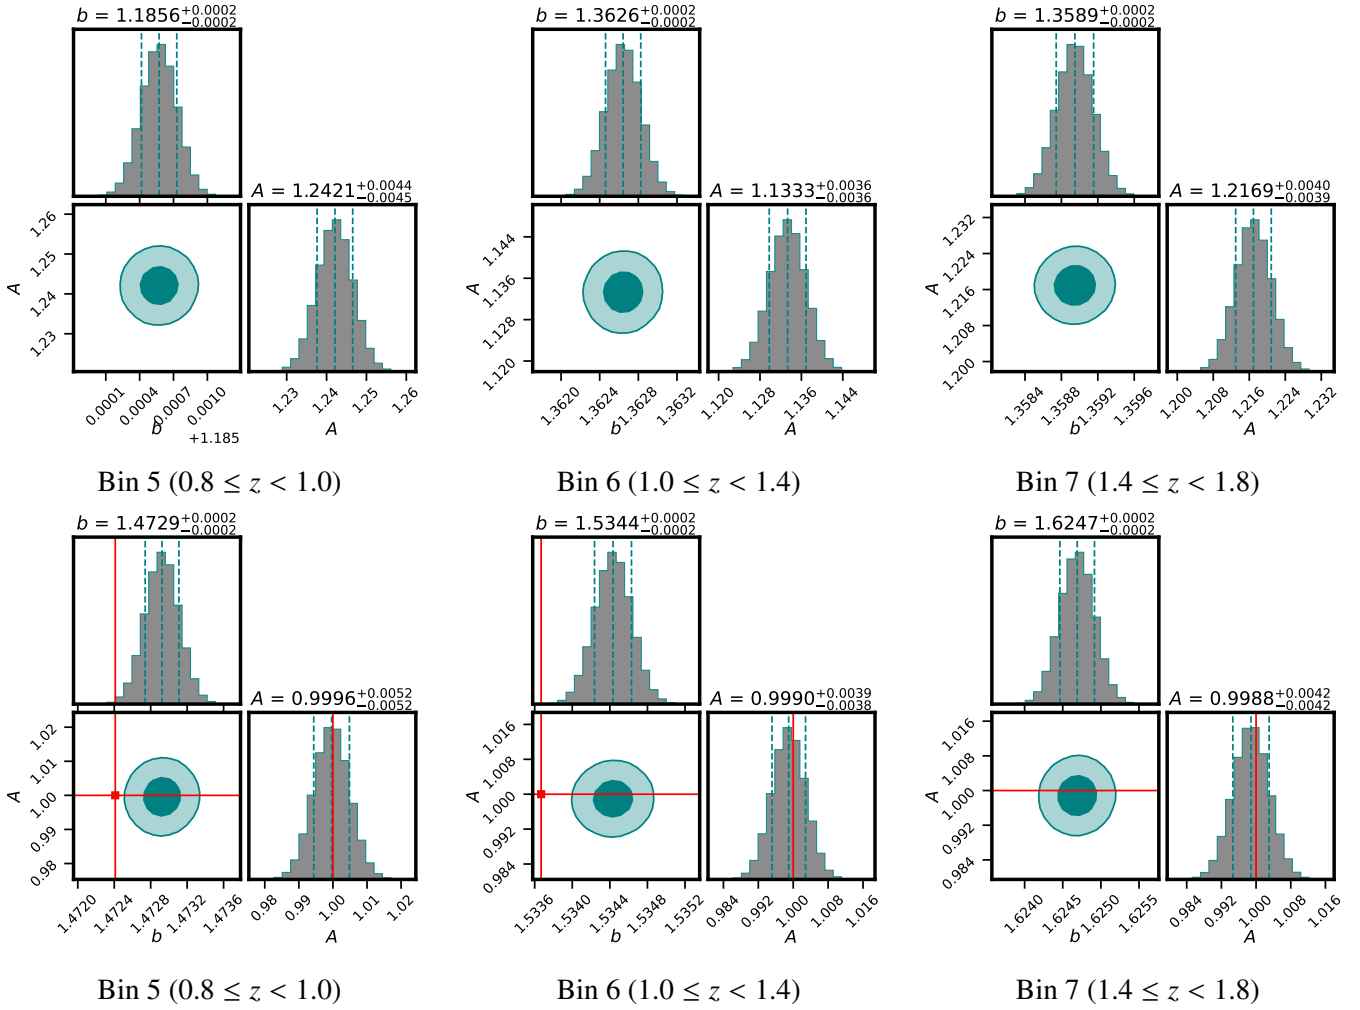 b = 1.1856 +0.0002 −0.0002
b = 1.3626 +0.0002 −0.0002
b = 1.3589 +0.0002 −0.0002
A = 1.2421 +0.0044 −0.0045
A = 1.1333 +0.0036 −0.0036
A = 1.2169 +0.0040 −0.0039
A
1.26
1.25
1.24
1.23
0.0001
0.0004
0.0007
0.0010
b
+1.185
1.23
1.24
1.25
1.26
A
A
1.144
1.136
1.128
1.120
1.3620
1.3624
1.3628
1.3632
b
1.120
1.128
1.136
1.144
A
A
1.232
1.224
1.216
1.208
1.200
1.3584
1.3588
1.3592
1.3596
b
1.200
1.208
1.216
1.224
1.232
A
Bin 5 (0.8 ≤ z < 1.0)
Bin 6 (1.0 ≤ z < 1.4)
Bin 7 (1.4 ≤ z < 1.8)
b = 1.4729 +0.0002 −0.0002
b = 1.5344 +0.0002 −0.0002
b = 1.6247 +0.0002 −0.0002
A = 0.9996 +0.0052 −0.0052
A = 0.9990 +0.0039 −0.0038
A = 0.9988 +0.0042 −0.0042
A
1.02
1.01
1.00
0.99
0.98
1.4720
1.4724
1.4728
1.4732
1.4736
b
0.98
0.99
1.00
1.01
1.02
A
A
1.016
1.008
1.000
0.992
0.984
1.5336
1.5340
1.5344
1.5348
1.5352
b
0.984
0.992
1.000
1.008
1.016
A
A
1.016
1.008
1.000
0.992
0.984
1.6240
1.6245
1.6250
1.6255
b
0.984
0.992
1.000
1.008
1.016
A
Bin 5 (0.8 ≤ z < 1.0)
Bin 6 (1.0 ≤ z < 1.4)
Bin 7 (1.4 ≤ z < 1.8)